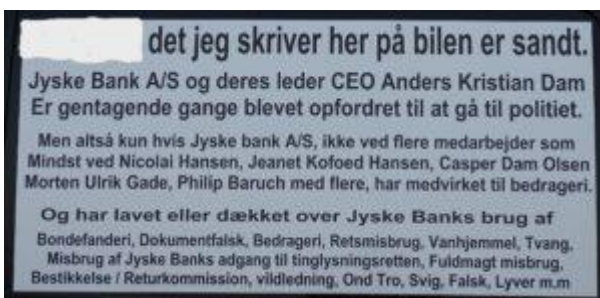 det jeg skriver her på bilen er sandt.
Jyske Bank A/S og deres leder CEO Anders Kristian Dam
Er gentagende gange blevet opfordret til at gå til politiet.
Men altså kun hvis Jyske bank A/S, ikke ved flere medarbejder som
Mindst ved Nicolai Hansen, Jeanet Kofoed Hansen, Casper Dam Olsen
Morten Ulrik Gade, Philip Baruch med flere, har medvirket til bedrageri.
Og har lavet eller dækket over Jyske Banks brug af
Bondefanderi, Dokumentfalsk, Bedrageri, Retsmisbrug, Vanhjemmel, Tvang,
Misbrug af Jyske Banks adgang til tinglysningsretten, Fuldmagt misbrug,
Bestikkelse / Returkommission, vildledning, Ond Tro, Svig, Falsk, Lyver m.m